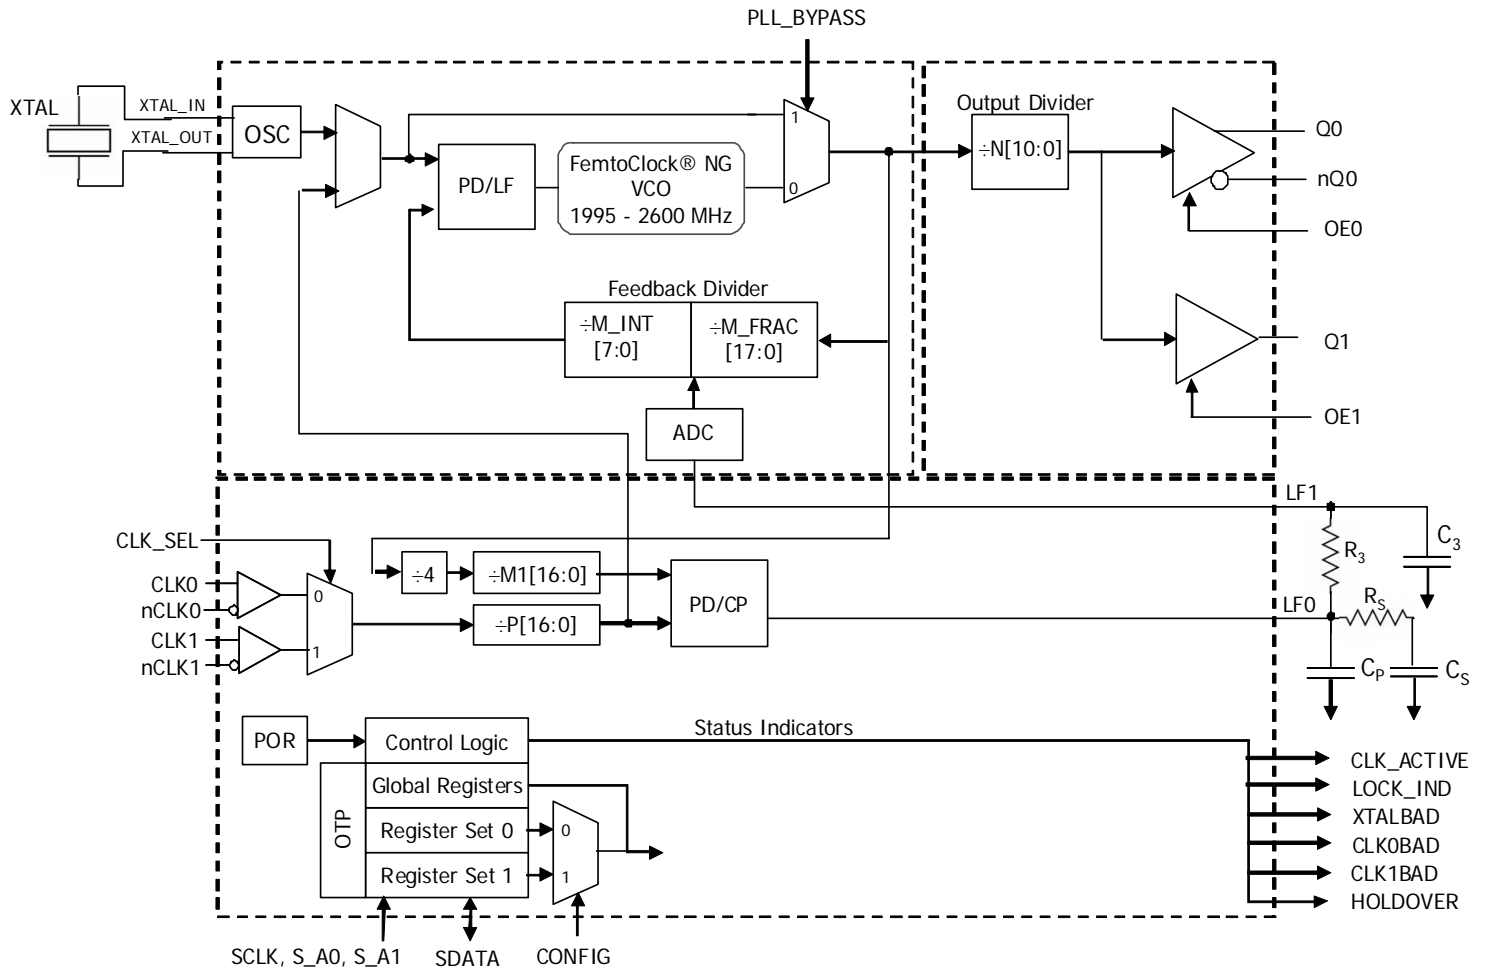 PLL_BYPASS
XTAL
XTAL_IN
XTAL_OUT
OSC
PD/LF
FemtoClock® NG
VCO
1995 - 2600 MHz
1
0
Output Divider
÷N[10:0]
Q0
nQ0
OE0
Q1
OE1
Feedback Divider
÷M_INT
[7:0]
÷M_FRAC
[17:0]
ADC
LF1
R3
C3
LF0
RS
CP
CS
CLK_SEL
CLK0
nCLK0
CLK1
nCLK1
0
1
÷4
÷M1[16:0]
÷P[16:0]
PD/CP
POR
Control Logic
Status Indicators
OTP
Global Registers
Register Set 0
Register Set 1
0
1
CLK_ACTIVE
LOCK_IND
XTALBAD
CLK0BAD
CLK1BAD
HOLDOVER
SCLK, S_A0, S_A1
SDATA
CONFIG